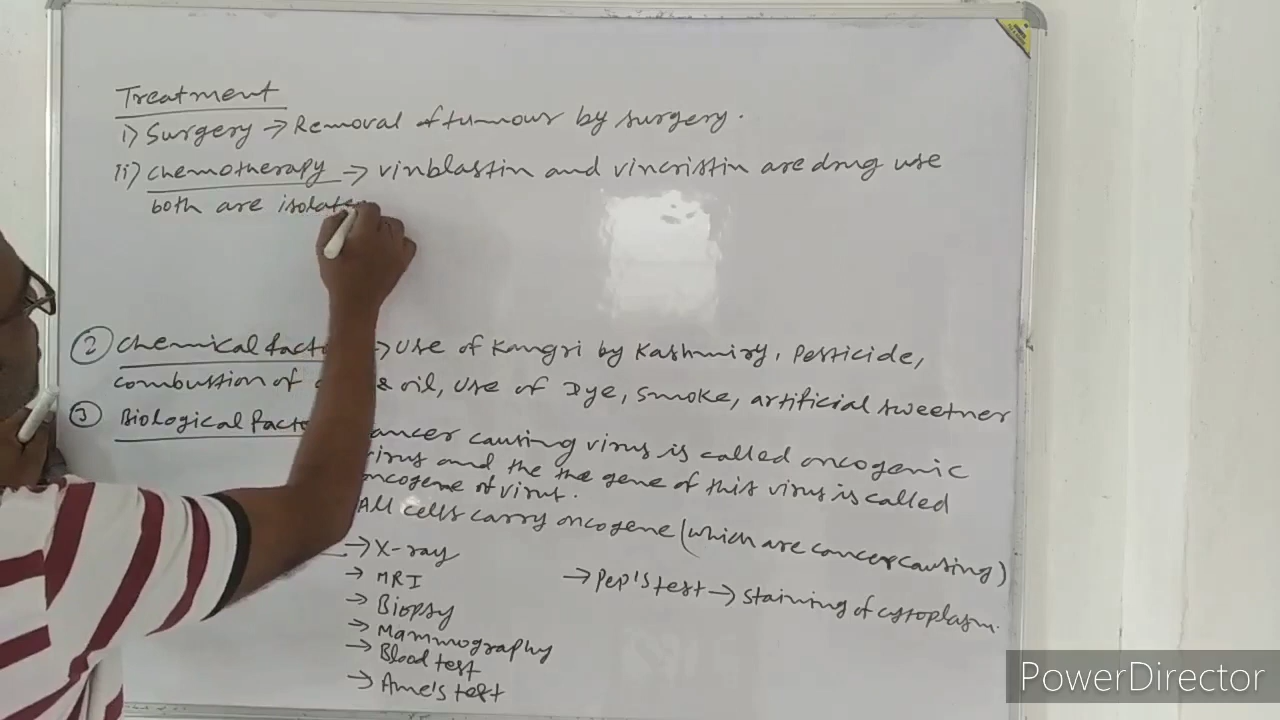 Treatment
i) Surgery → Removal of tumour by surgery.
ii) chemotherapy → vinblastin and vincristin are drug use
both are isolate
② Chemical facto → Use of Kangri by Kashmiry, Pesticide,
combustion of & oil, Use of Dye, Smoke, artificial sweetner
③ Biological facto ancer causing virus is called oncogenic
virus and the the gene of this virus is called
oncogene of virus.
All cells carry oncogene (which are cancer causing)
→ X-ray
→ MRI
→ Biopsy
→ Mammography
→ Blood test
→ Ame's test
→ Pep's test → Staining of cytoplasm.
PowerDirector